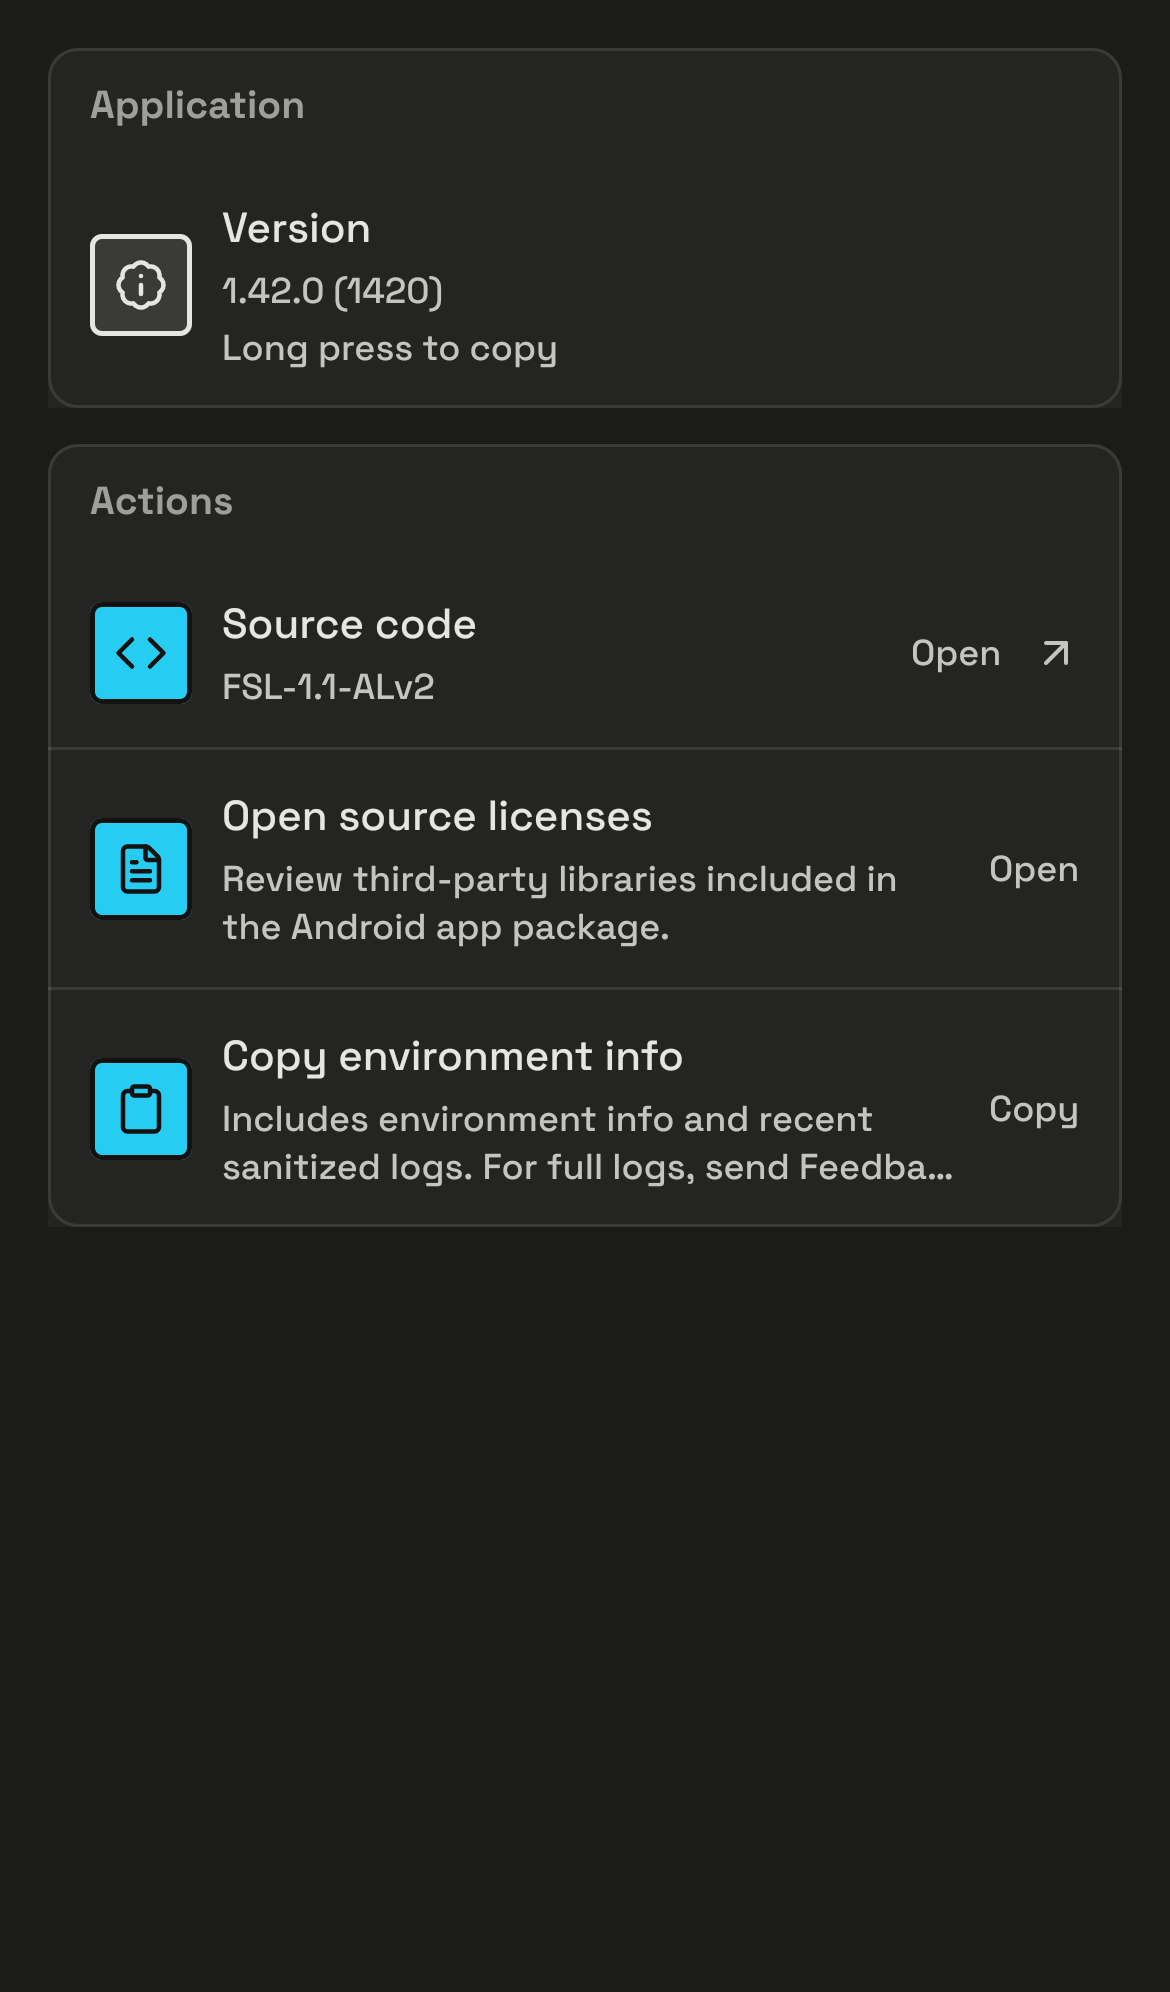 Application
Version
1.42.0 (1420)
Long press to copy
Actions
Source code
FSL-1.1-ALv2
Open
Open source licenses
Review third-party libraries included in
the Android app package.
Open
Copy environment info
Includes environment info and recent
sanitized logs. For full logs, send Feedba...
Copy